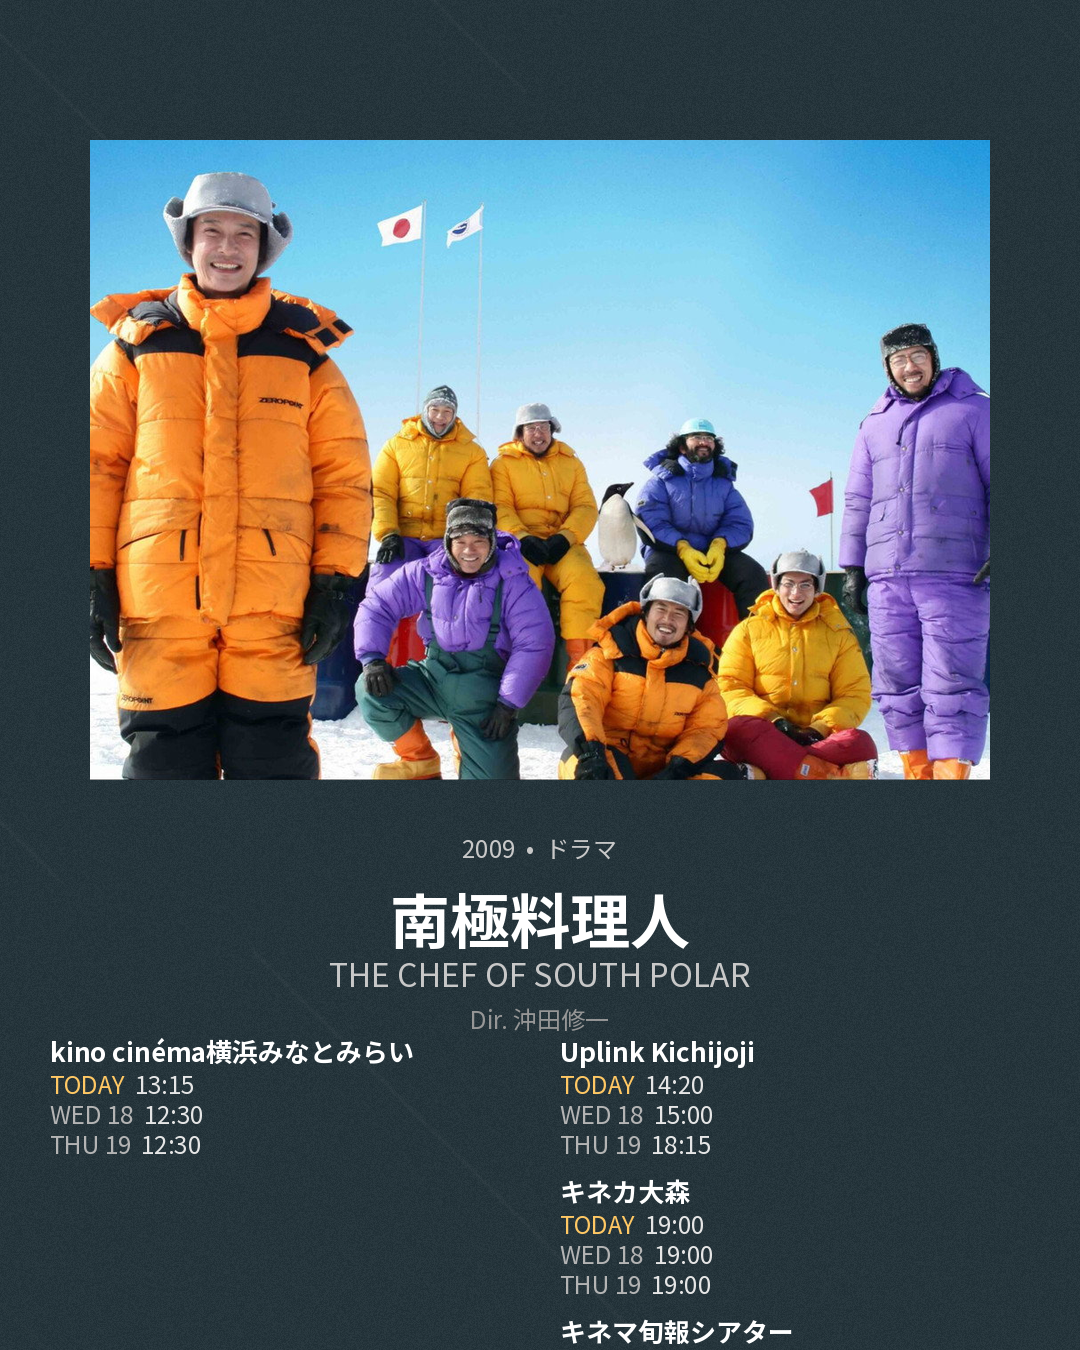 ZEROPOINT
ZEROPOINT
2009 • ドラマ
南極料理人
THE CHEF OF SOUTH POLAR
Dir. 沖田修一
kino cinéma横浜みなとみらい
TODAY 13:15
WED 18 12:30
THU 19 12:30
Uplink Kichijoji
TODAY 14:20
WED 18 15:00
THU 19 18:15
キネカ大森
TODAY 19:00
WED 18 19:00
THU 19 19:00
キネマ旬報シアター